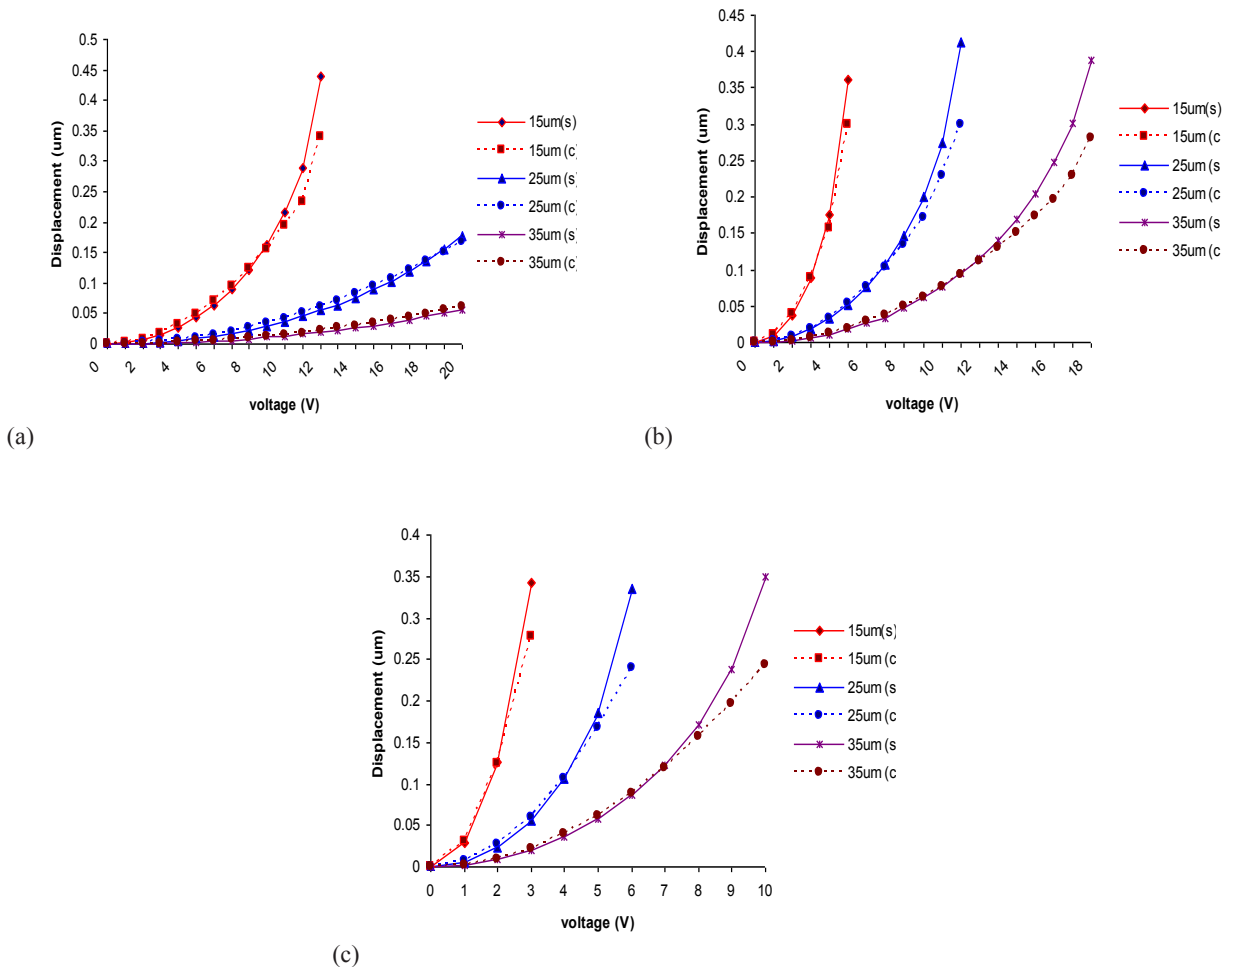 0.5
0.45
0.4
0.35
0.3
0.25
0.2
0.15
0.1
0.05
0
Displacement (um)
0 2 4 6 8 10 12 14 16 18 20
voltage (V)
15um(s)
15um (c)
25um (s)
25um (c)
35um (s)
35um (c)
(a)
0.45
0.4
0.35
0.3
0.25
0.2
0.15
0.1
0.05
0
Displacement (um)
0 2 4 6 8 10 12 14 16 18
voltage (V)
15um(s)
15um (c
25um (s
25um (c
35um (s
35um (c
(b)
0.4
0.35
0.3
0.25
0.2
0.15
0.1
0.05
0
Displacement (um)
0 1 2 3 4 5 6 7 8 9 10
voltage (V)
15um(s)
15um (c
25um (s
25um (c
35um (s
35um (c
(c)